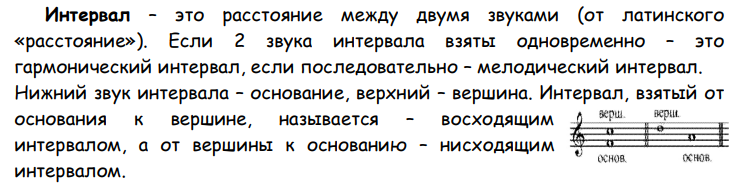 Интервал – это расстояние между двумя звуками (от латинского
«расстояние»). Если 2 звука интервала взяты одновременно – это
гармонический интервал, если последовательно – мелодический интервал.
Нижний звук интервала – основание, верхний – вершина. Интервал, взятый от
основания к вершине, называется – восходящим
интервалом, а от вершины к основанию – нисходящим
интервалом.
верш. верш.
основ. основ.